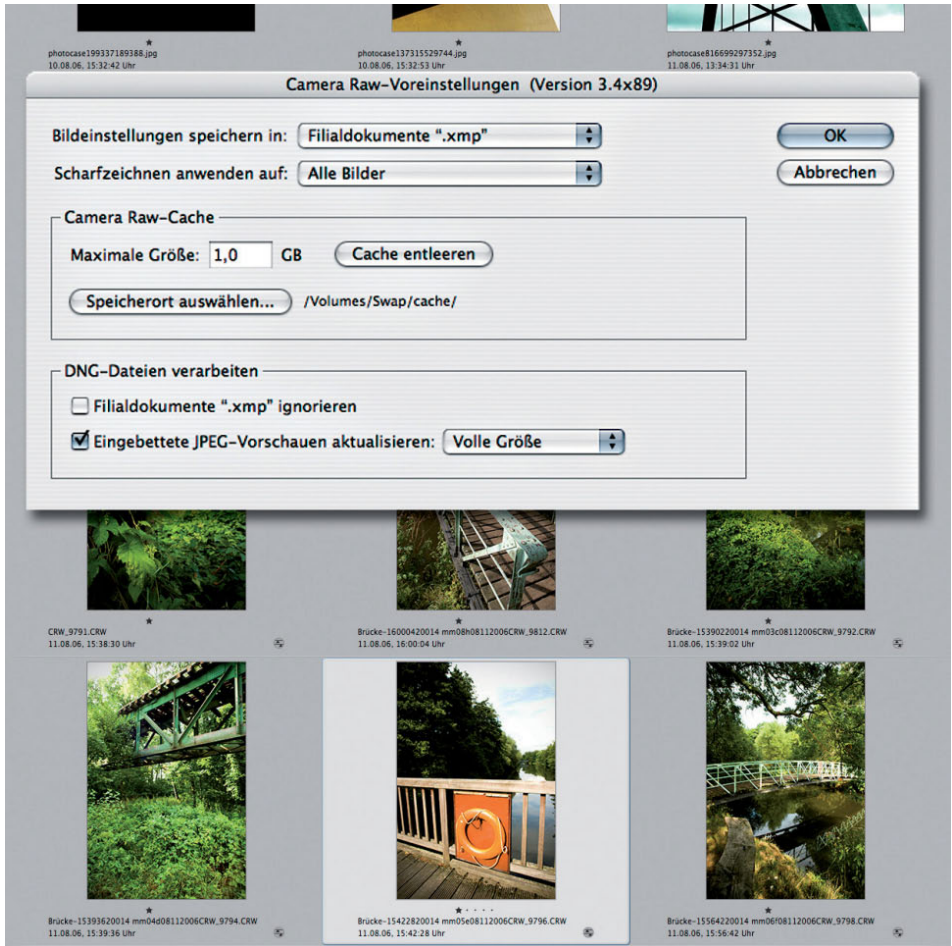 photocase199337189388.jpg
10.08.06, 15:32:42 Uhr
photocase137315529744.jpg
10.08.06, 15:32:53 Uhr
photocase816699297352.jpg
11.08.06, 13:34:31 Uhr
Camera Raw-Voreinstellungen (Version 3.4x89)
Bildeinstellungen speichern in: Filialdokumente “.xmp”
OK
Scharfzeichnen anwenden auf: Alle Bilder
Abbrechen
Camera Raw-Cache
Maximale Größe: 1,0 GB Cache entleeren
Speicherort auswählen... /Volumes/Swap/cache/
DNG-Dateien verarbeiten
Filialdokumente “.xmp” ignorieren
Eingebettete JPEG-Vorschauen aktualisieren: Volle Größe
CRW_9791.CRW
11.08.06, 15:38:30 Uhr
Brücke-16000420014 mm08h08112006CRW_9812.CRW
11.08.06, 16:00:04 Uhr
Brücke-15390220014 mm03c08112006CRW_9792.CRW
11.08.06, 15:39:02 Uhr
Brücke-15393620014 mm04d08112006CRW_9794.CRW
11.08.06, 15:39:36 Uhr
Brücke-15422820014 mm05e08112006CRW_9796.CRW
11.08.06, 15:42:28 Uhr
Brücke-15564220014 mm06f08112006CRW_9798.CRW
11.08.06, 15:56:42 Uhr